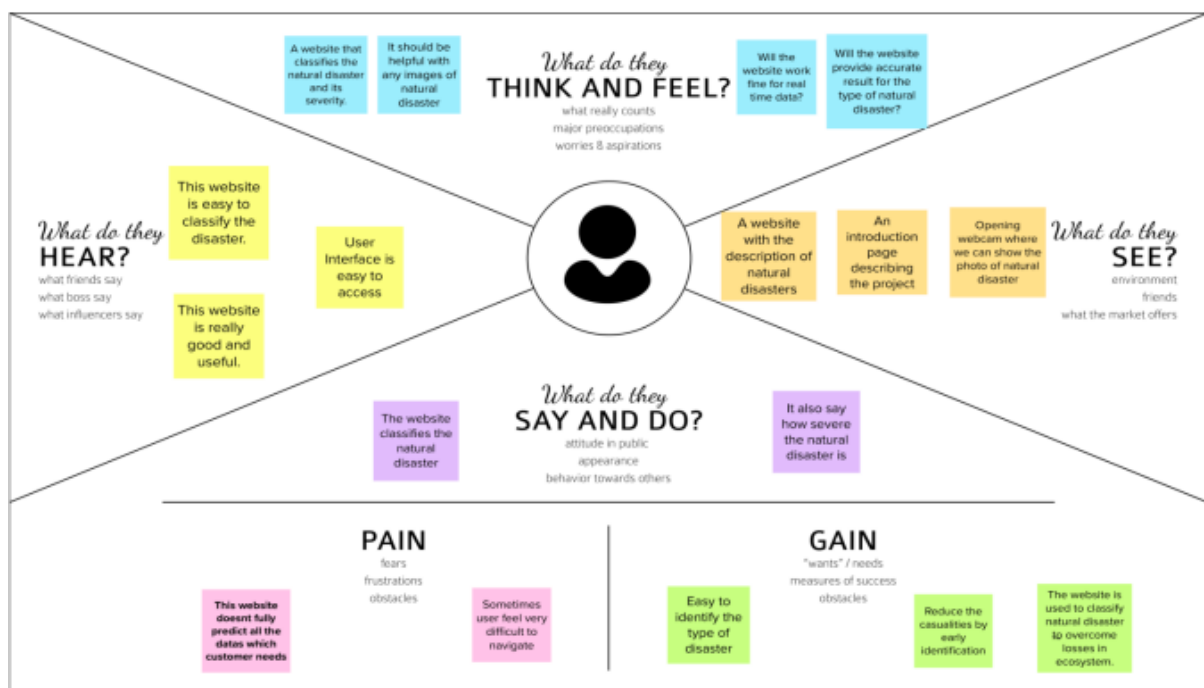 A website that
classifies the
natural disaster
and its
severity.
It should be
helpful with
any images of
natural
disaster
What do they
THINK AND FEEL?
what really counts
major preoccupations
worries & aspirations
Will the
website work
fine for real
time data?
Will the website
provide accurate
result for the
type of natural
disaster?
What do they
HEAR?
what friends say
what boss say
what influencers say
This website
is easy to
classify the
disaster.
User
Interface is
easy to
access
This website
is really
good and
useful.
A website
with the
description of
natural
disasters
An
introduction
page
describing
the project
Opening
webcam where
we can show the
photo of natural
disaster
What do they
SEE?
environment
friends
what the market offers
What do they
SAY AND DO?
attitude in public
appearance
behavior towards others
The website
classifies the
natural
disaster
It also say
how severe
the natural
disaster is
PAIN
fears
frustrations
obstacles
This website
doesnt fully
predict all the
datas which
customer needs
Sometimes
user feel very
difficult to
navigate
GAIN
"wants" / needs
measures of success
obstacles
Easy to
identify the
type of
disaster
Reduce the
casualities by
early
identification
The website is
used to classify
natural disaster
to overcome
losses in
ecosystem.